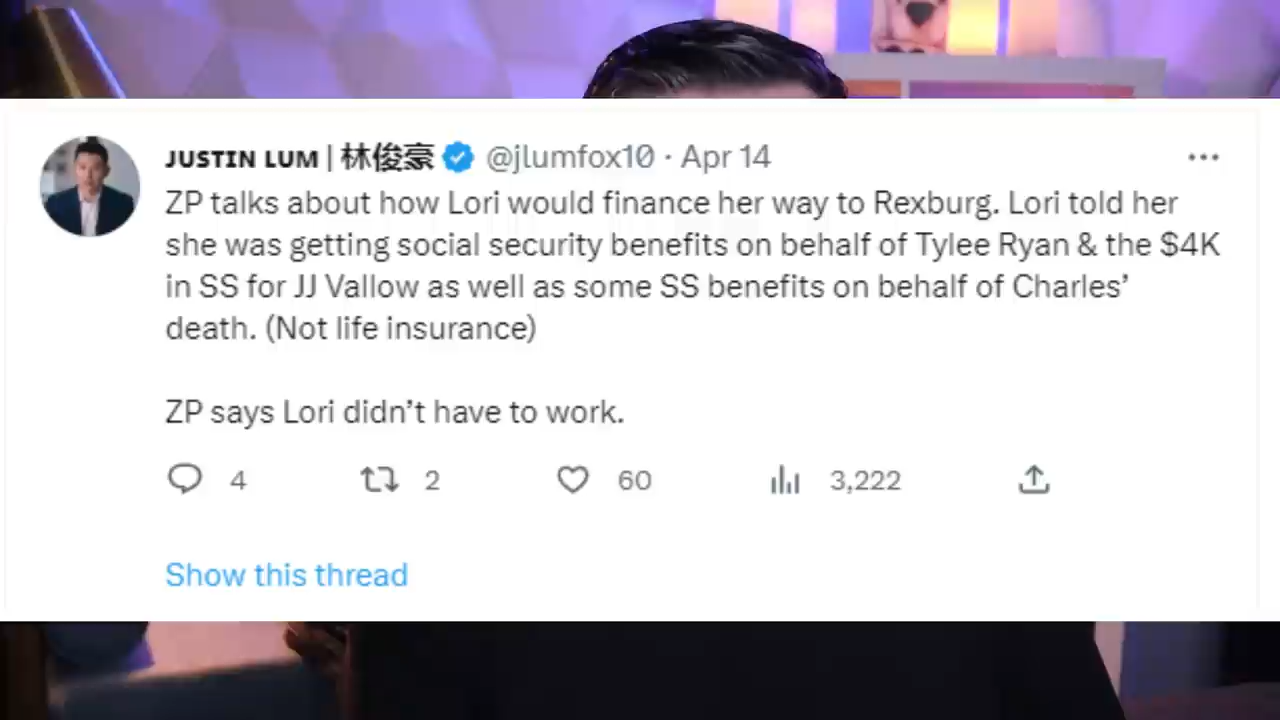 JUSTIN LUM | 林俊豪 @jlumfox10 · Apr 14
ZP talks about how Lori would finance her way to Rexburg. Lori told her
she was getting social security benefits on behalf of Tylee Ryan & the $4K
in SS for JJ Vallow as well as some SS benefits on behalf of Charles’
death. (Not life insurance)
ZP says Lori didn’t have to work.
4 2 60 3,222
Show this thread